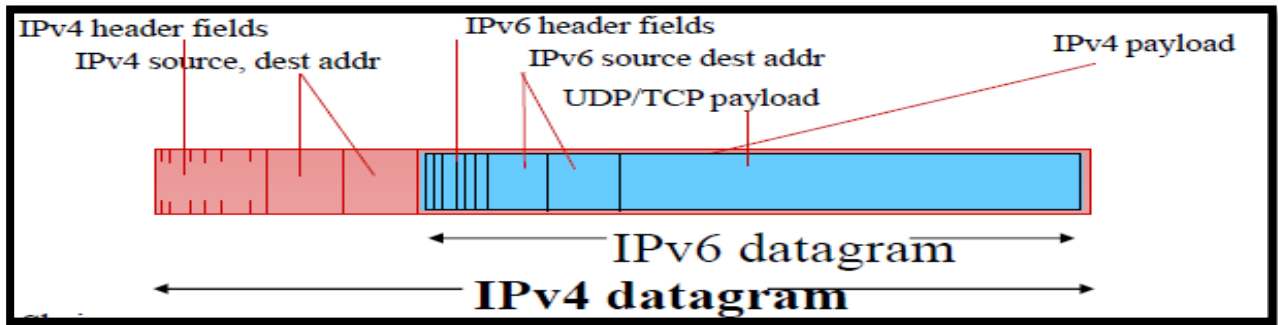 IPv4 header fields
IPv6 header fields
IPv4 payload
IPv4 source, dest addr
IPv6 source dest addr
UDP/TCP payload
IPv6 datagram
IPv4 datagram